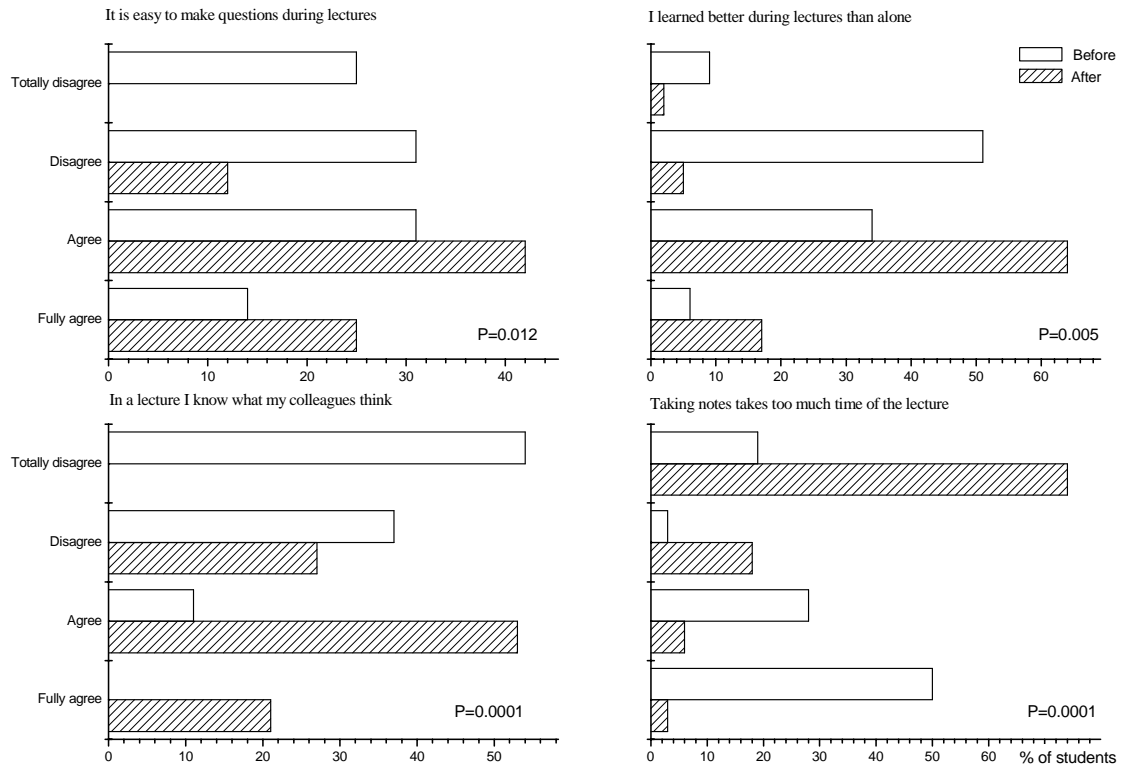 It is easy to make questions during lectures
Totally disagree
Disagree
Agree
Fully agree
P=0.012
0 10 20 30 40
I learned better during lectures than alone
Before
After
P=0.005
0 10 20 30 40 50 60
In a lecture I know what my colleagues think
Totally disagree
Disagree
Agree
Fully agree
P=0.0001
0 10 20 30 40 50
Taking notes takes too much time of the lecture
P=0.0001
0 10 20 30 40 50 60 % of students